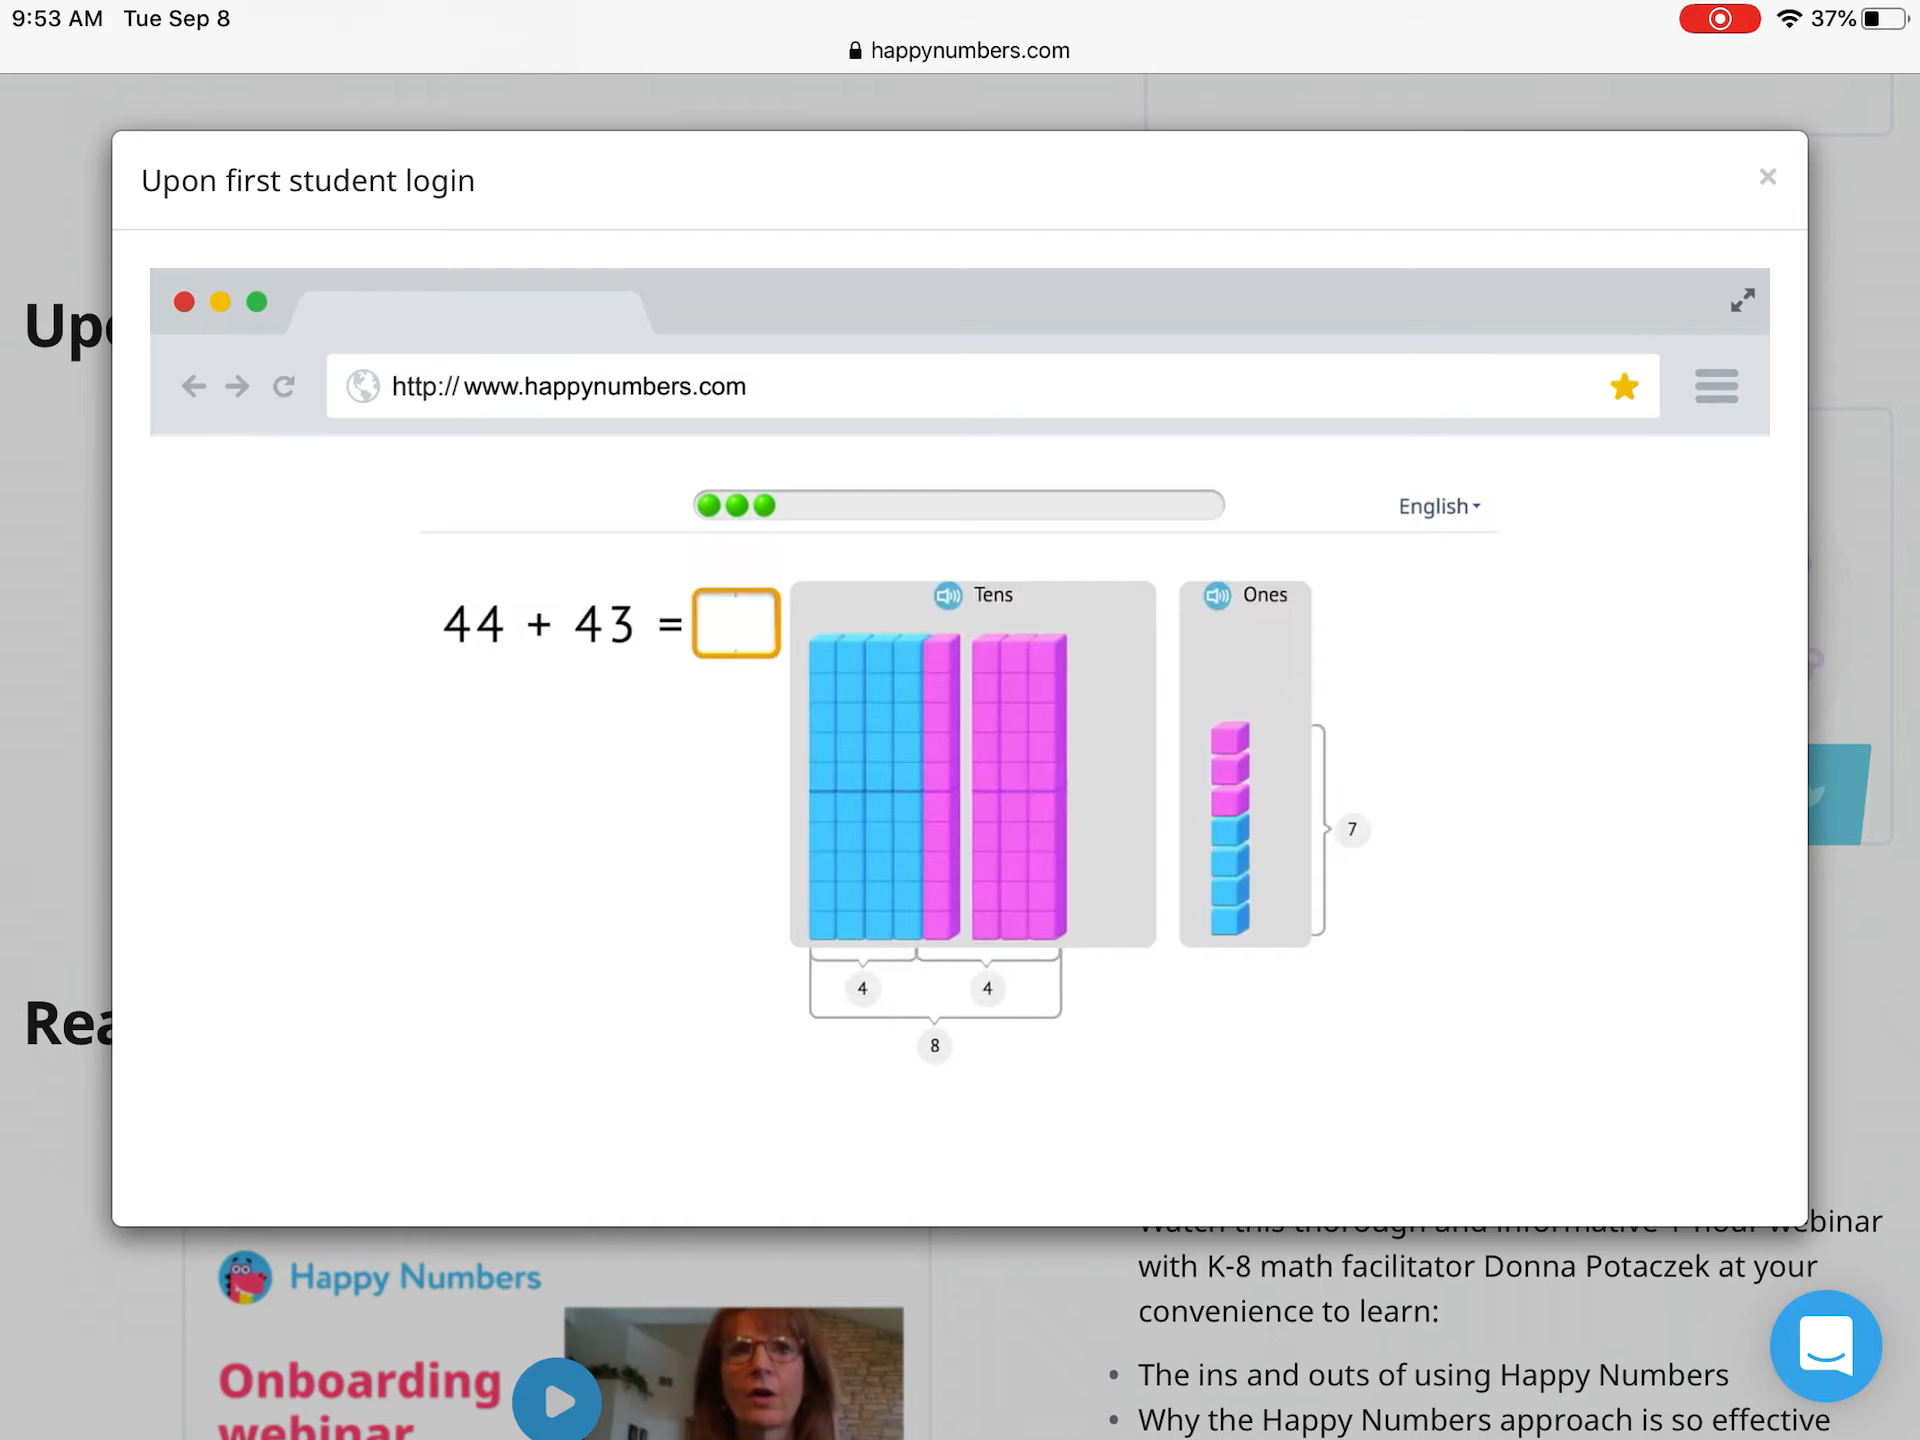 9:53 AM Tue Sep 8
37%
happynumbers.com
Upon first student login
×
http://www.happynumbers.com
English
44 + 43 =
Tens
Ones
7
4
4
8
Happy Numbers
Onboarding
webinar
webinar
with K-8 math facilitator Donna Potaczek at your
convenience to learn:
• The ins and outs of using Happy Numbers
• Why the Happy Numbers approach is so effective